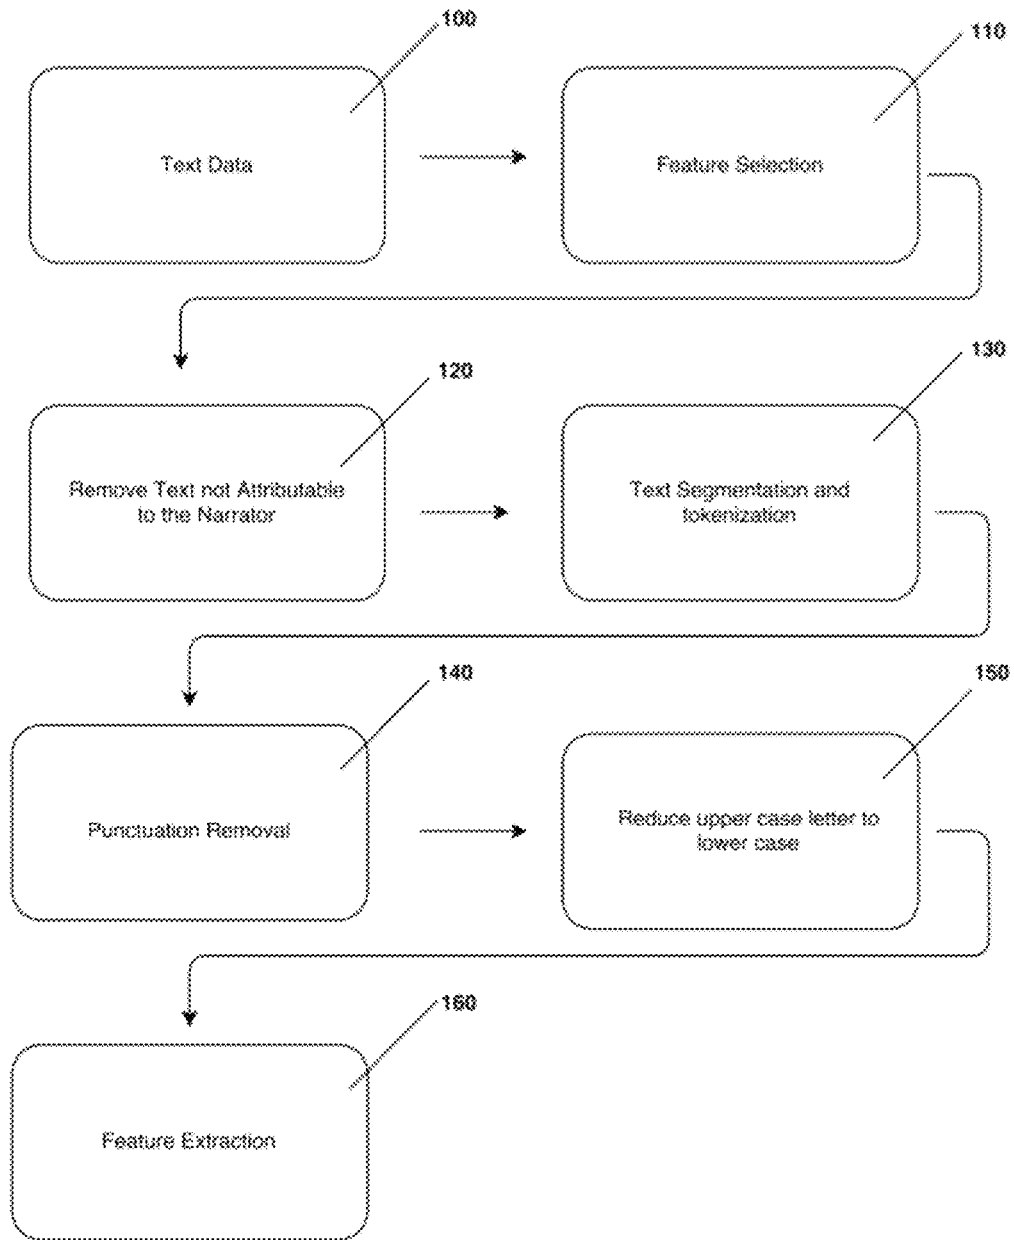 100
110
Text Data
Feature Selection
120
130
Remove Text not Attributable
to the Narrator
Text Segmentation and
tokenization
140
150
Punctuation Removal
Reduce upper case letter to
lower case
160
Feature Extraction